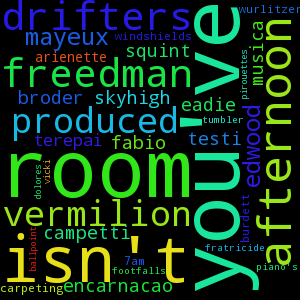 drifters
wurlitzer
mayeux
windshields
squint
arienette
freedman
broder
skyhigh
eadie
musica
pirouettes
produced
tumbler
edwood
afternoon
you've
terepai
fabio
testi
room
dolores
vicki
vermilion
campetti
burdett
fratricide
isn't
ballpoint
7am
footfalls
piano's
carpeting
encarnacao